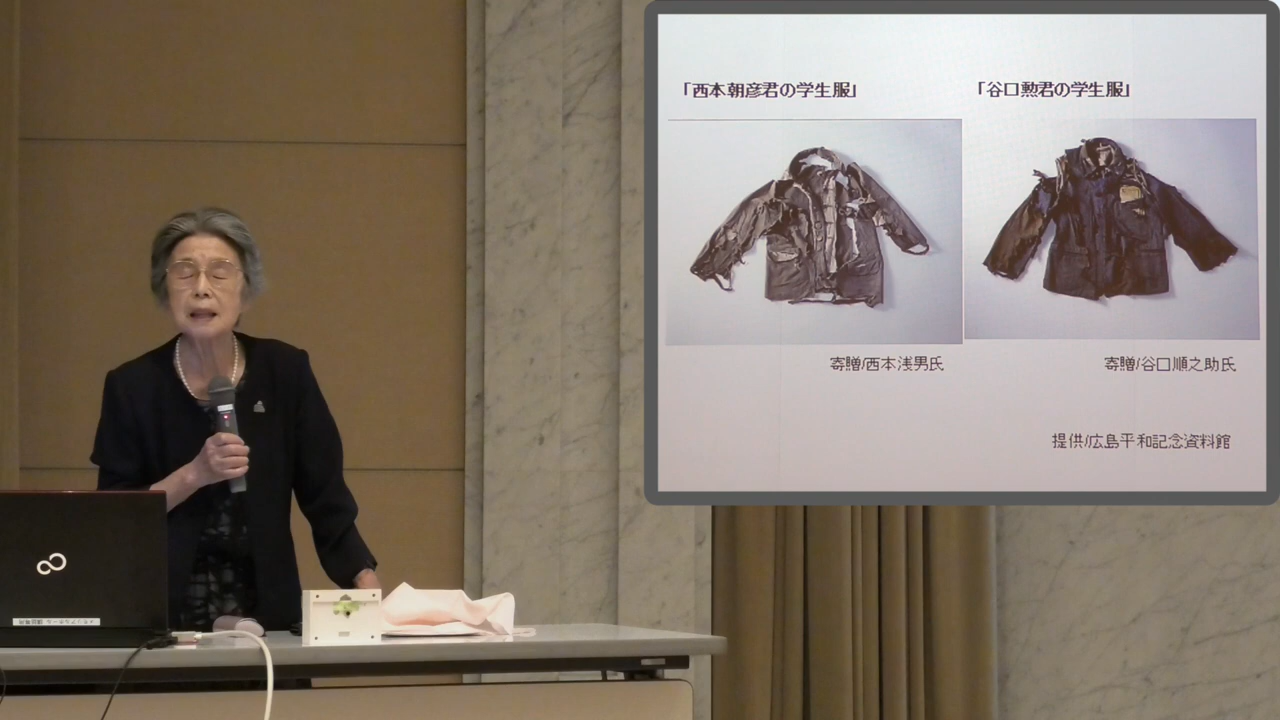 「西本朝彦君の学生服」
「谷口勲君の学生服」
寄贈/西本浅男氏
寄贈/谷口順之助氏
提供/広島平和記念資料館